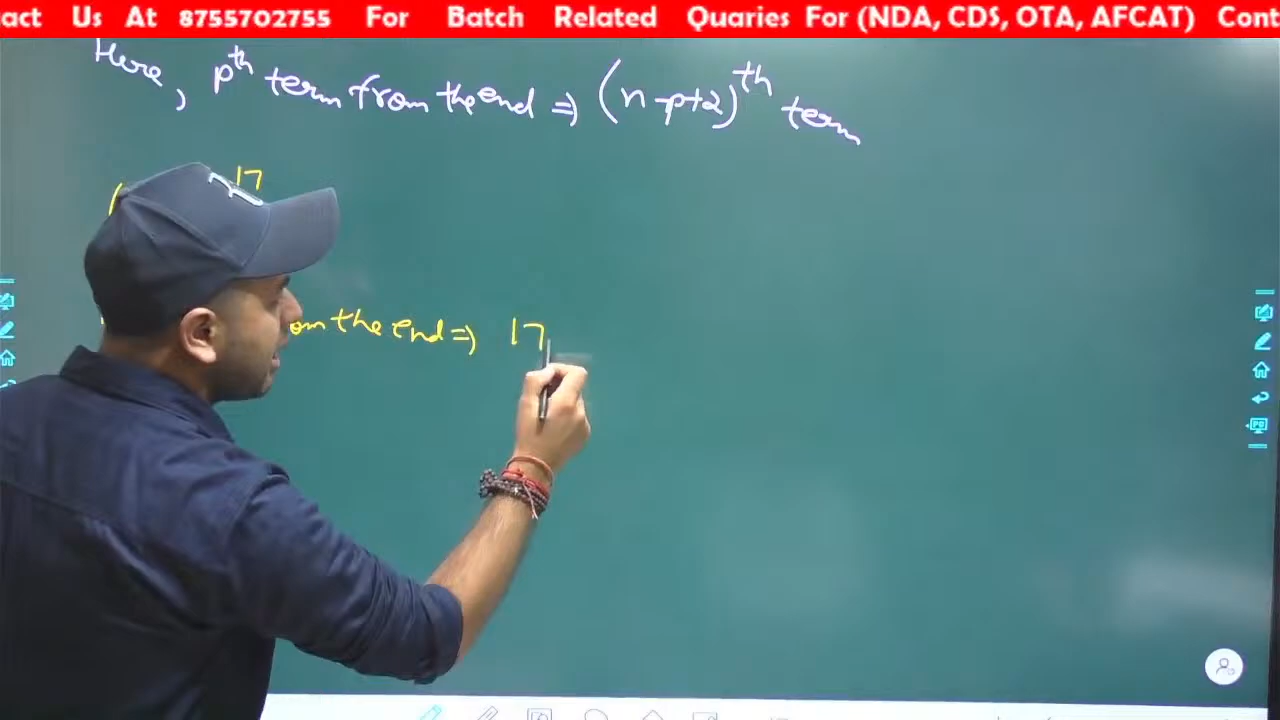 act Us At 8755702755 For Batch Related Quaries For (NDA, CDS, OTA, AFCAT) Cont
Here, pth term from the end ⇒ (n-p+2)th term
17
om the end ⇒ 17